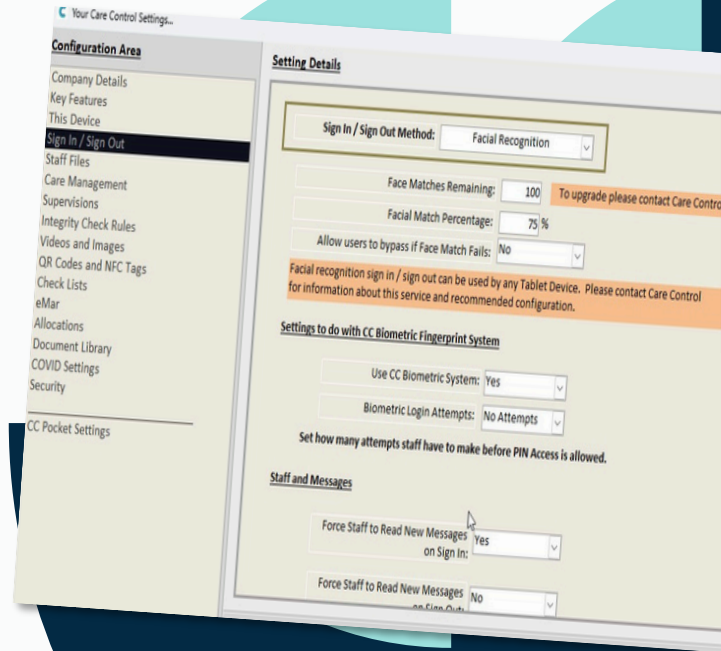 Your Care Control Settings...
Configuration Area
Company Details
Key Features
This Device
Sign In / Sign Out
Staff Files
Care Management
Supervisions
Integrity Check Rules
Videos and Images
QR Codes and NFC Tags
Check Lists
eMar
Allocations
Document Library
COVID Settings
Security
CC Pocket Settings
Setting Details
Sign In / Sign Out Method: Facial Recognition
Face Matches Remaining: 100 To upgrade please contact Care Contro
Facial Match Percentage: 75 %
Allow users to bypass if Face Match Fails: No
Facial recognition sign in / sign out can be used by any Tablet Device. Please contact Care Control
for information about this service and recommended configuration.
Settings to do with CC Biometric Fingerprint System
Use CC Biometric System: Yes
Biometric Login Attempts: No Attempts
Set how many attempts staff have to make before PIN Access is allowed.
Staff and Messages
Force Staff to Read New Messages
on Sign In: Yes
Force Staff to Read New Messages
on Sign Out: No